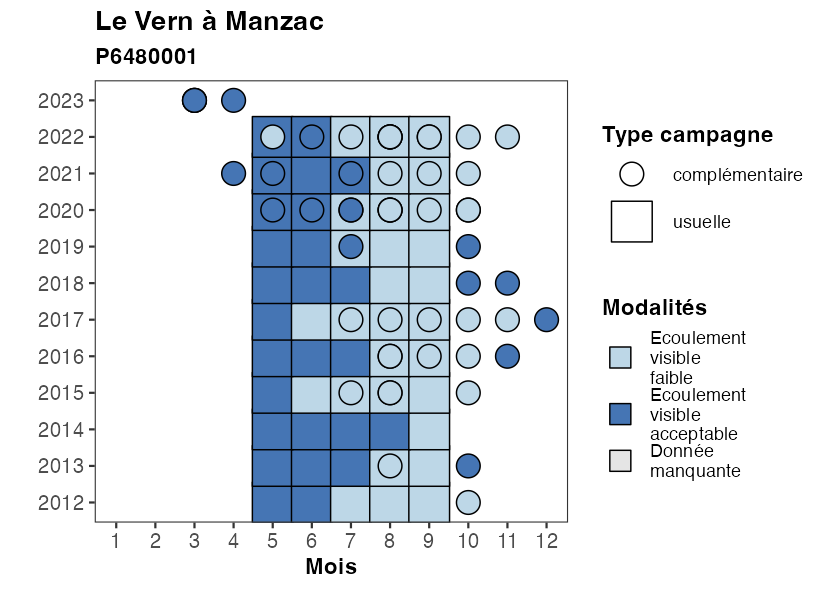 Le Vern à Manzac
P6480001
2023
2022
2021
2020
2019
2018
2017
2016
2015
2014
2013
2012
1 2 3 4 5 6 7 8 9 10 11 12
Mois
Type campagne
complémentaire
usuelle
Modalités
Ecoulement
visible
faible
Ecoulement
visible
acceptable
Donnée
manquante